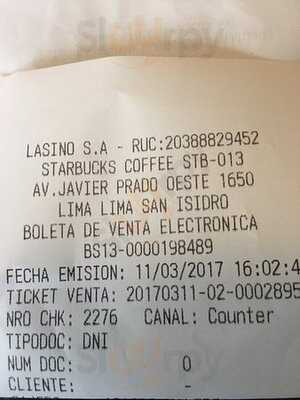 LASINO S.A - RUC:20388829452
STARBUCKS COFFEE STB-013
AV.JAVIER PRADO OESTE 1650
LIMA LIMA SAN ISIDRO
BOLETA DE VENTA ELECTRONICA
BS13-0000198489
FECHA EMISION: 11/03/2017 16:02:4
TICKET VENTA: 20170311-02-0002895
NRO CHK: 2276 CANAL: Counter
TIPODOC: DNI
NUM DOC: 0
CLIENTE: -